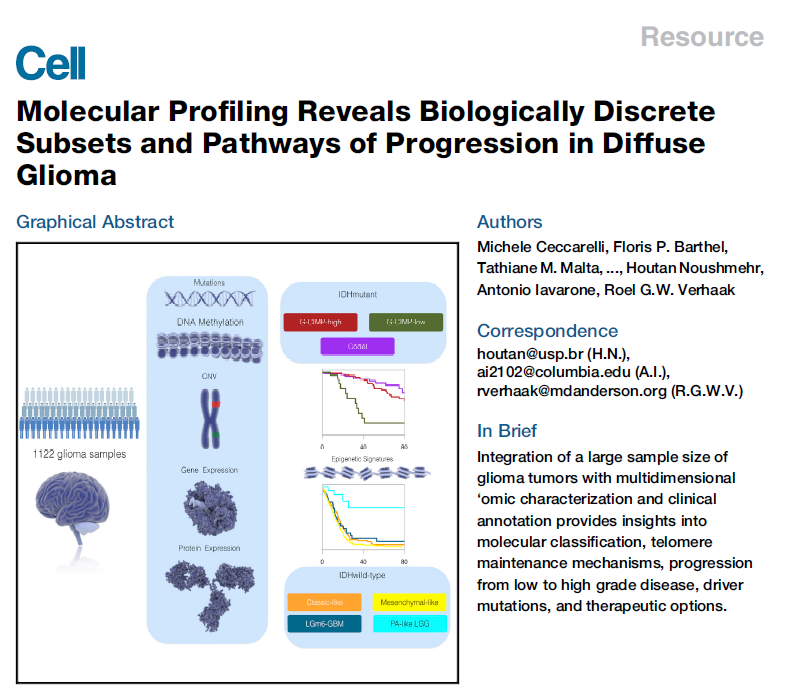 Resource
Cell
Molecular Profiling Reveals Biologically Discrete
Subsets and Pathways of Progression in Diffuse
Glioma
Graphical Abstract
1122 glioma samples
Mutations
DNA Methylation
CNV
Gene Expression
Protein Expression
IDHmutant
G-CIMP-high
G-CIMP-low
Codel
0 40 80
Epigenetic Signatures
0 40 80
IDHwild-type
Classic-like
Mesenchymal-like
LGm6-GBM
PA-like LGG
Authors
Michele Ceccarelli, Floris P. Barthel,
Tathiane M. Malta, ..., Houtan Noushmehr,
Antonio Iavarone, Roel G.W. Verhaak
Correspondence
houtan@usp.br (H.N.),
ai2102@columbia.edu (A.I.),
rverhaak@mdanderson.org (R.G.W.V.)
In Brief
Integration of a large sample size of
glioma tumors with multidimensional
‘omic characterization and clinical
annotation provides insights into
molecular classification, telomere
maintenance mechanisms, progression
from low to high grade disease, driver
mutations, and therapeutic options.